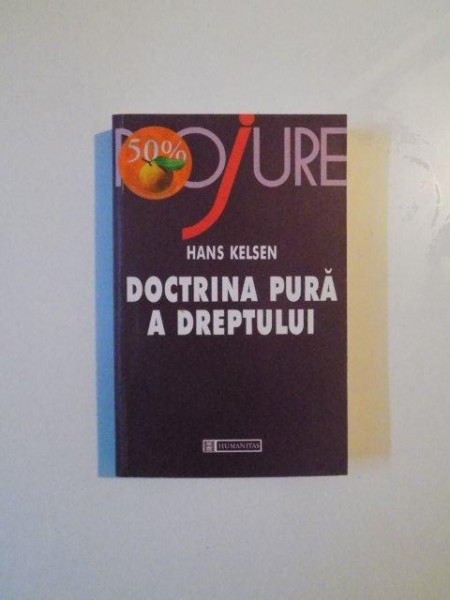 50%
PROJURE
HANS KELSEN
DOCTRINA PURĂ
A DREPTULUI
HUMANITAS